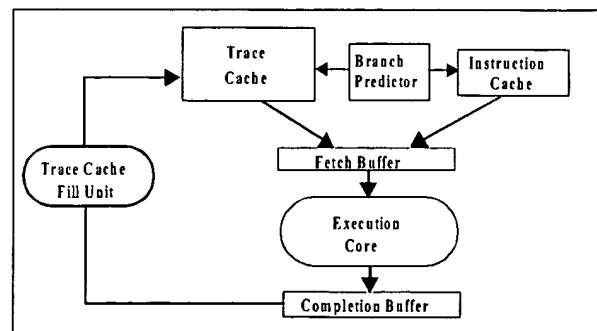 Trace
Cache
Branch
Predictor
Instruction
Cache
Fetch Buffer
Trace Cache
Fill Unit
Execution
Core
Completion Buffer